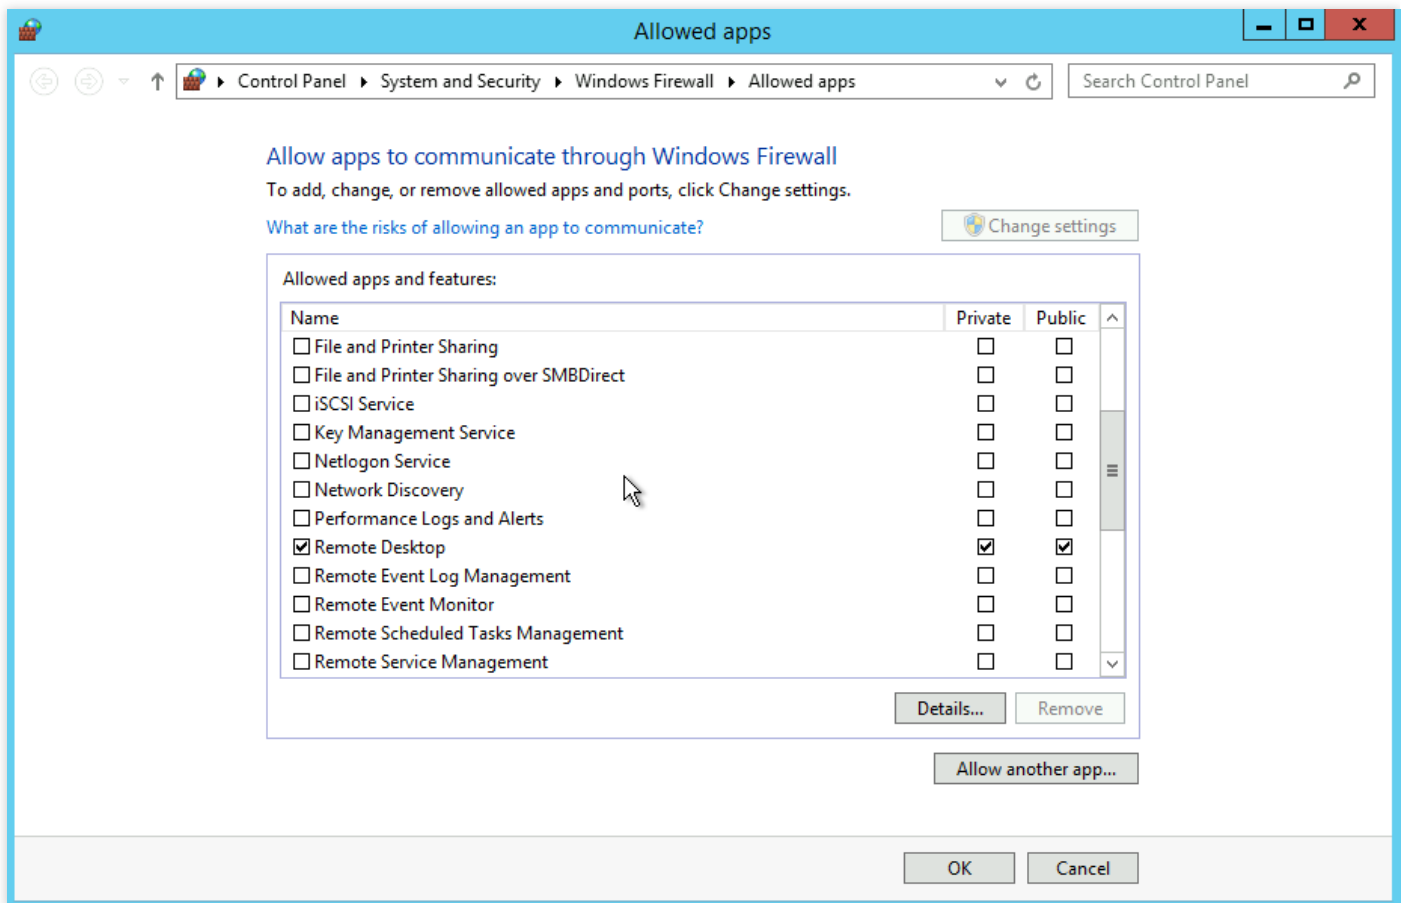 Allowed apps
Control Panel System and Security Windows Firewall Allowed apps
Search Control Panel
Allow apps to communicate through Windows Firewall
To add, change, or remove allowed apps and ports, click Change settings.
What are the risks of allowing an app to communicate?
Change settings
Allowed apps and features:
Name Private Public
File and Printer Sharing
File and Printer Sharing over SMBDirect
iSCSI Service
Key Management Service
Netlogon Service
Network Discovery
Performance Logs and Alerts
Remote Desktop
Remote Event Log Management
Remote Event Monitor
Remote Scheduled Tasks Management
Remote Service Management
Details... Remove
Allow another app...
OK Cancel